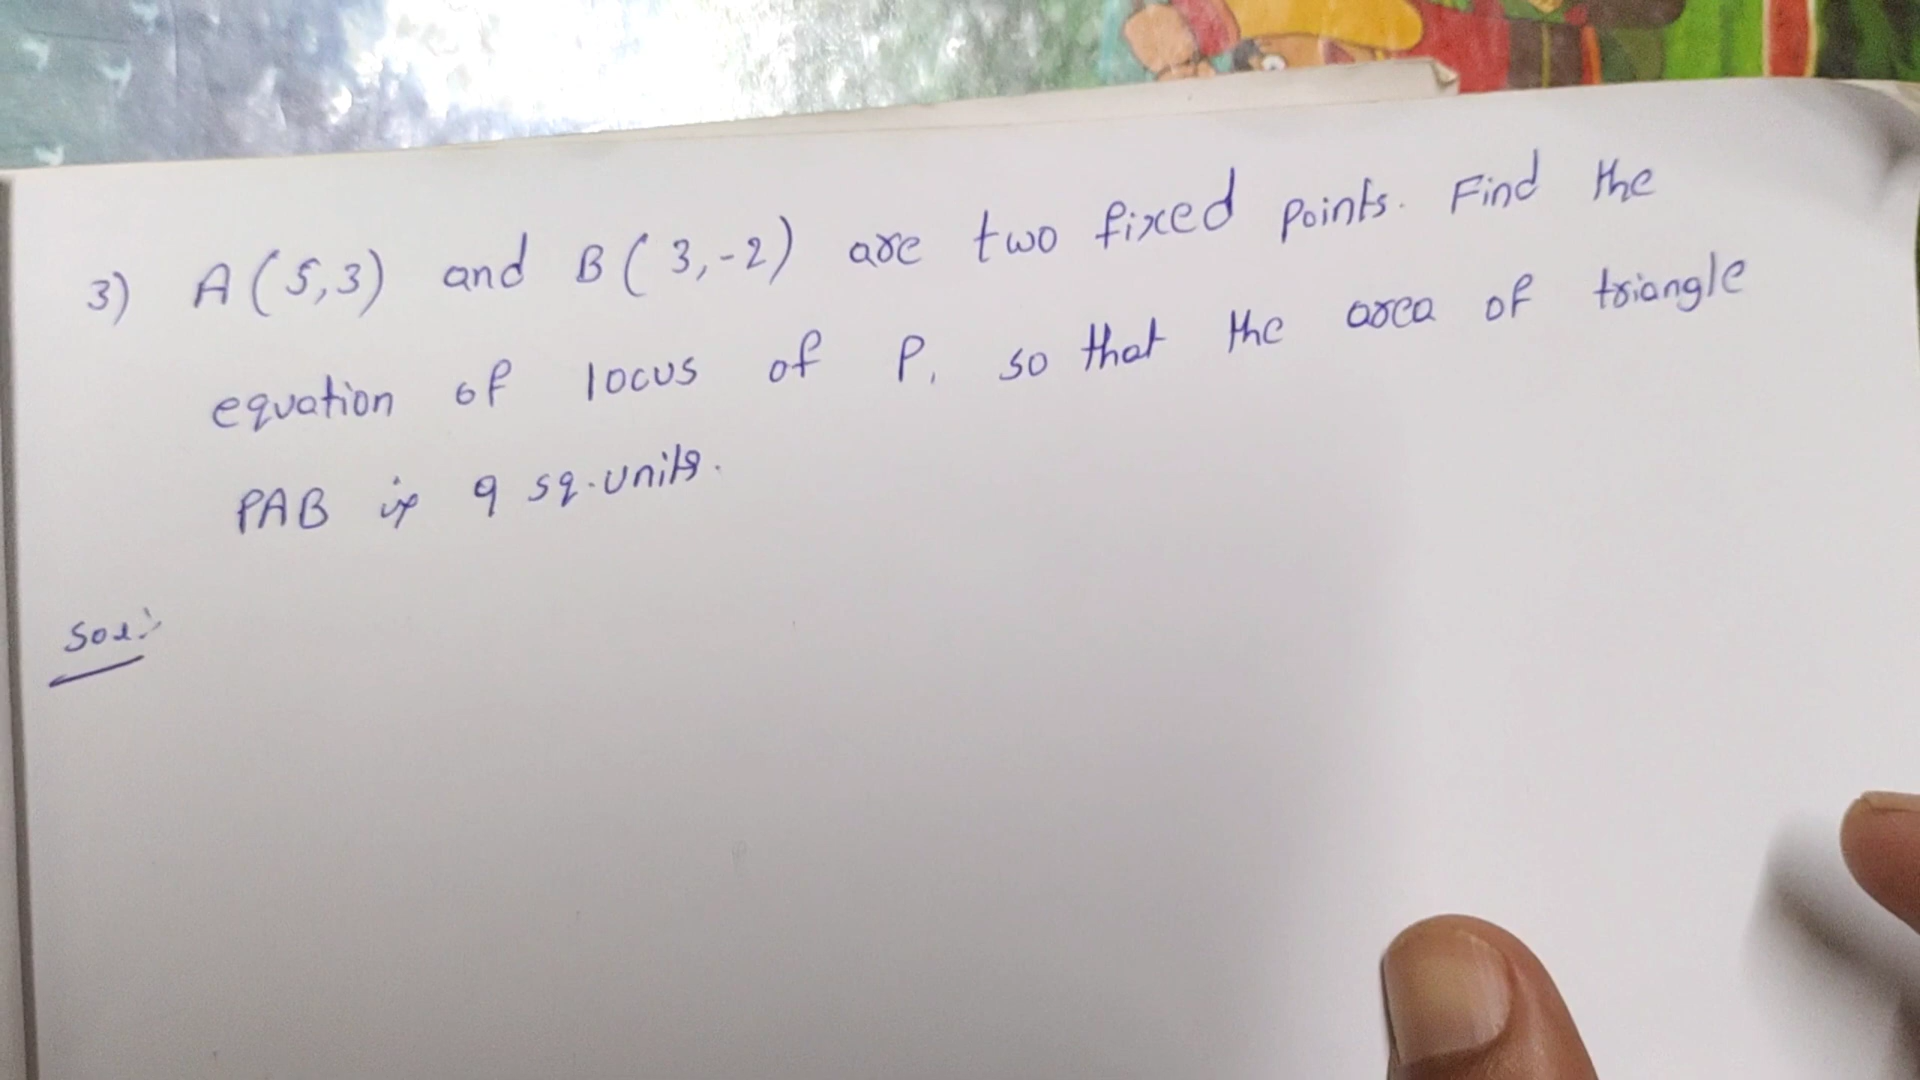 3) A(5,3) and B(3,-2) are two fixed points. Find the
equation of locus of P, so that the area of triangle
PAB is 9 sq.units.
Sol:-